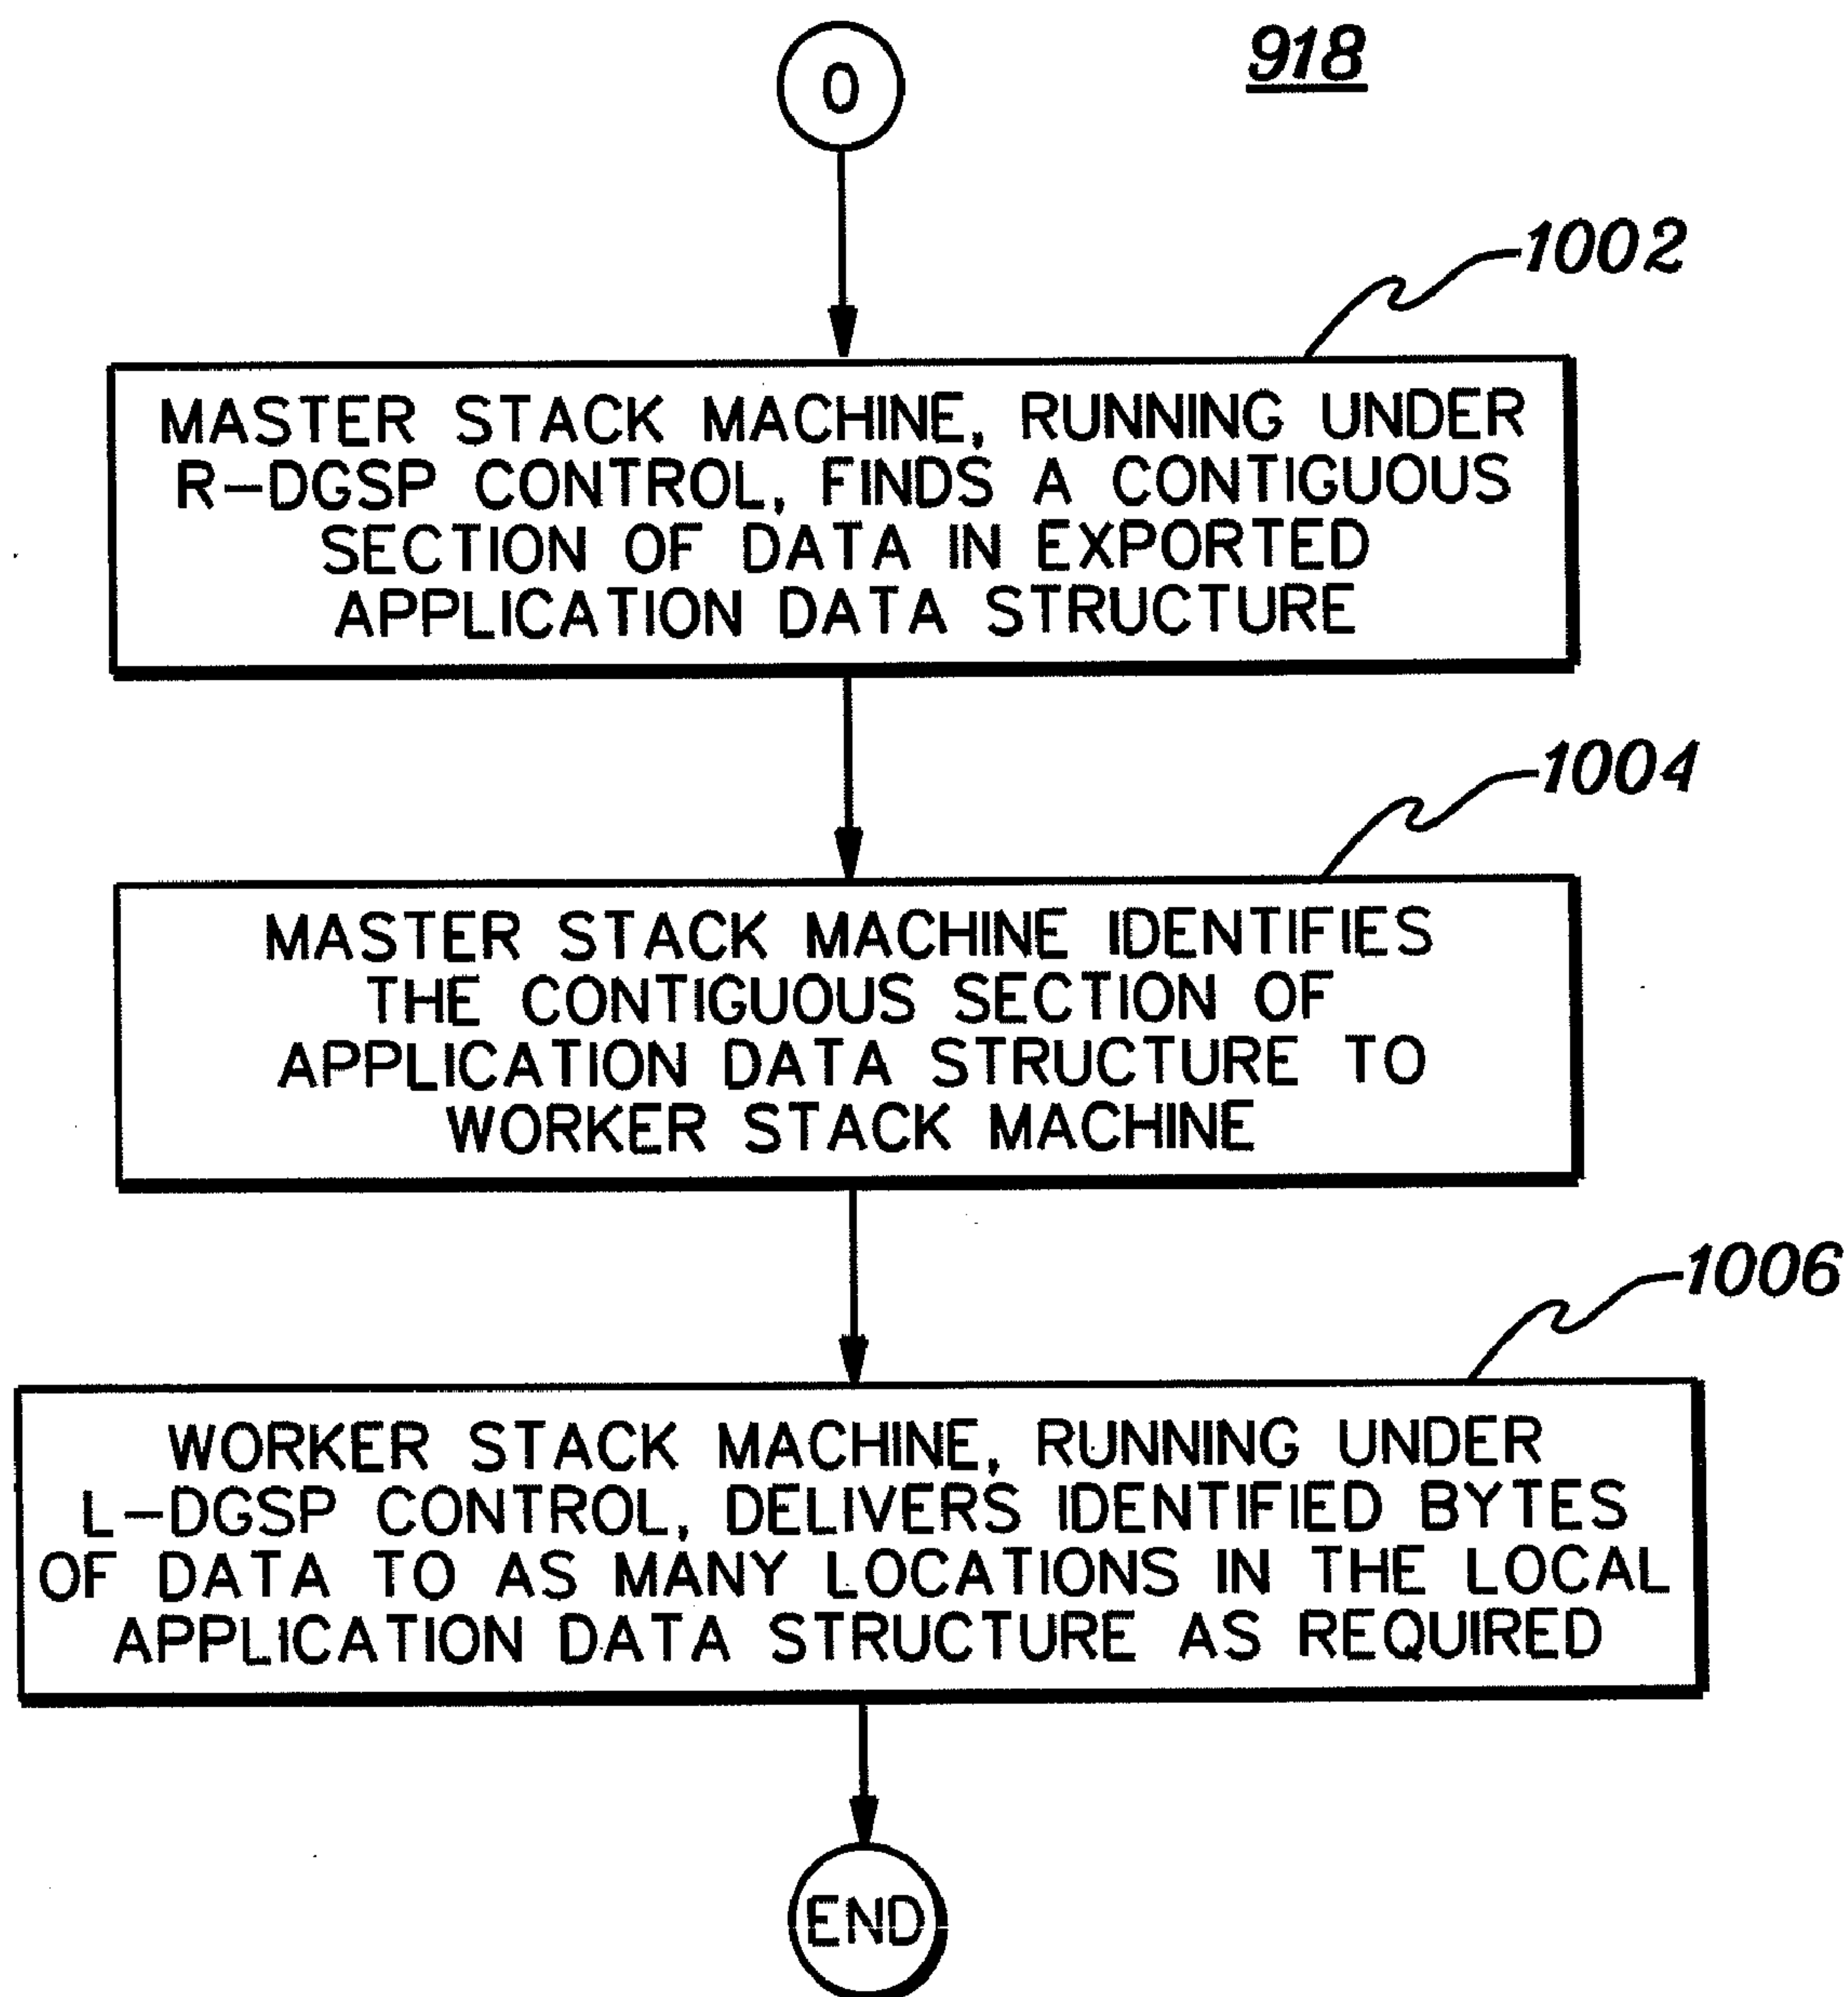 918
0
1002
MASTER STACK MACHINE, RUNNING UNDER
R-DGSP CONTROL, FINDS A CONTIGUOUS
SECTION OF DATA IN EXPORTED
APPLICATION DATA STRUCTURE
1004
MASTER STACK MACHINE IDENTIFIES
THE CONTIGUOUS SECTION OF
APPLICATION DATA STRUCTURE TO
WORKER STACK MACHINE
1006
WORKER STACK MACHINE, RUNNING UNDER
L-DGSP CONTROL, DELIVERS IDENTIFIED BYTES
OF DATA TO AS MANY LOCATIONS IN THE LOCAL
APPLICATION DATA STRUCTURE AS REQUIRED
END